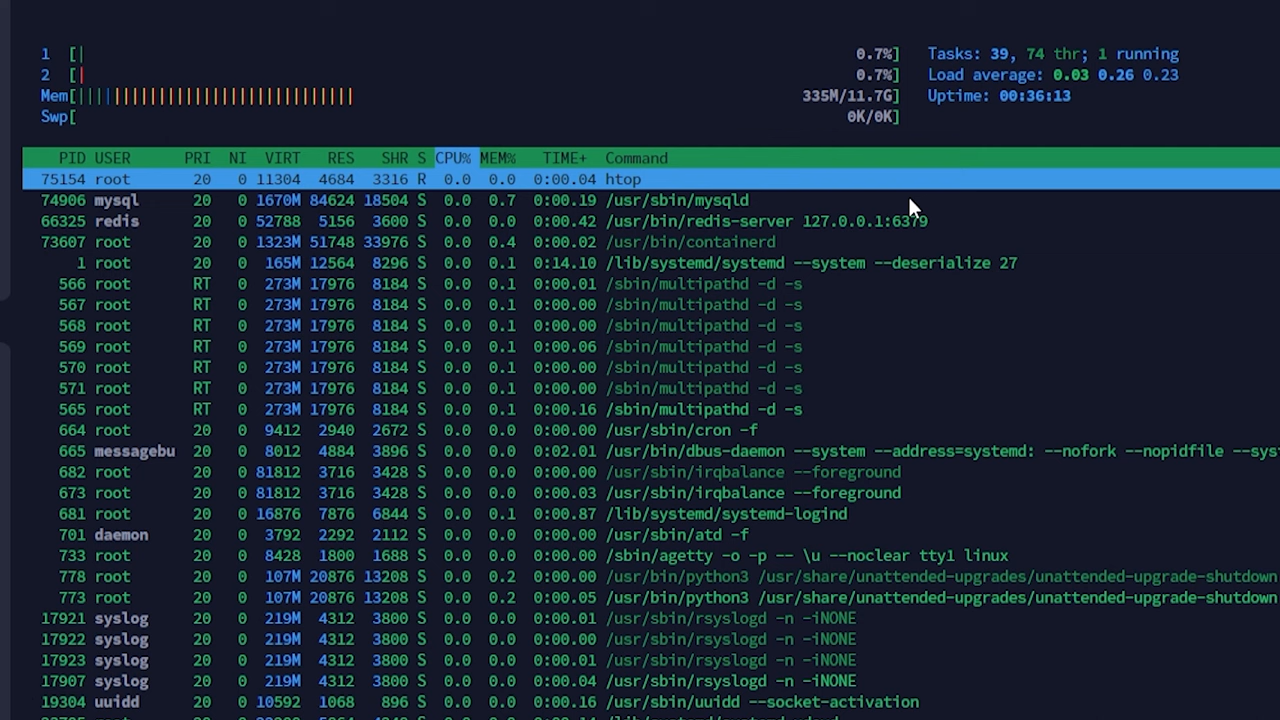 1 [| 0.7%] Tasks: 39, 74 thr; 1 running
2 [| 0.7%] Load average: 0.03 0.26 0.23
Mem[||||||||||||||||||||||||||||||| 335M/11.7G] Uptime: 00:36:13
Swp[ 0K/0K]
PID USER PRI NI VIRT RES SHR S CPU% MEM% TIME+ Command
75154 root 20 0 11304 4684 3316 R 0.0 0.0 0:00.04 htop
74906 mysql 20 0 1670M 84624 18504 S 0.0 0.7 0:00.19 /usr/sbin/mysqld
66325 redis 20 0 52788 5156 3600 S 0.0 0.0 0:00.42 /usr/bin/redis-server 127.0.0.1:6379
73607 root 20 0 1323M 51748 33976 S 0.0 0.4 0:00.02 /usr/bin/containerd
1 root 20 0 165M 12564 8296 S 0.0 0.1 0:14.10 /lib/systemd/systemd --system --deserialize 27
566 root RT 0 273M 17976 8184 S 0.0 0.1 0:00.01 /sbin/multipathd -d -s
567 root RT 0 273M 17976 8184 S 0.0 0.1 0:00.00 /sbin/multipathd -d -s
568 root RT 0 273M 17976 8184 S 0.0 0.1 0:00.00 /sbin/multipathd -d -s
569 root RT 0 273M 17976 8184 S 0.0 0.1 0:00.06 /sbin/multipathd -d -s
570 root RT 0 273M 17976 8184 S 0.0 0.1 0:00.00 /sbin/multipathd -d -s
571 root RT 0 273M 17976 8184 S 0.0 0.1 0:00.00 /sbin/multipathd -d -s
565 root RT 0 273M 17976 8184 S 0.0 0.1 0:00.16 /sbin/multipathd -d -s
664 root 20 0 9412 2940 2672 S 0.0 0.0 0:00.00 /usr/sbin/cron -f
665 messagebu 20 0 8012 4884 3896 S 0.0 0.0 0:02.01 /usr/bin/dbus-daemon --system --address=systemd: --nofork --nopidfile --sys
682 root 20 0 81812 3716 3428 S 0.0 0.0 0:00.00 /usr/sbin/irqbalance --foreground
673 root 20 0 81812 3716 3428 S 0.0 0.0 0:00.03 /usr/sbin/irqbalance --foreground
681 root 20 0 16876 7876 6844 S 0.0 0.1 0:00.87 /lib/systemd/systemd-logind
701 daemon 20 0 3792 2292 2112 S 0.0 0.0 0:00.00 /usr/sbin/atd -f
733 root 20 0 8428 1800 1688 S 0.0 0.0 0:00.00 /sbin/agetty -o -p -- \u --noclear tty1 linux
778 root 20 0 107M 20876 13208 S 0.0 0.2 0:00.00 /usr/bin/python3 /usr/share/unattended-upgrades/unattended-upgrade-shutdown
773 root 20 0 107M 20876 13208 S 0.0 0.2 0:00.05 /usr/bin/python3 /usr/share/unattended-upgrades/unattended-upgrade-shutdown
17921 syslog 20 0 219M 4312 3800 S 0.0 0.0 0:00.01 /usr/sbin/rsyslogd -n -iNONE
17922 syslog 20 0 219M 4312 3800 S 0.0 0.0 0:00.00 /usr/sbin/rsyslogd -n -iNONE
17923 syslog 20 0 219M 4312 3800 S 0.0 0.0 0:00.01 /usr/sbin/rsyslogd -n -iNONE
17907 syslog 20 0 219M 4312 3800 S 0.0 0.0 0:00.04 /usr/sbin/rsyslogd -n -iNONE
19304 uuidd 20 0 10592 1068 896 S 0.0 0.0 0:00.16 /usr/sbin/uuidd --socket-activation